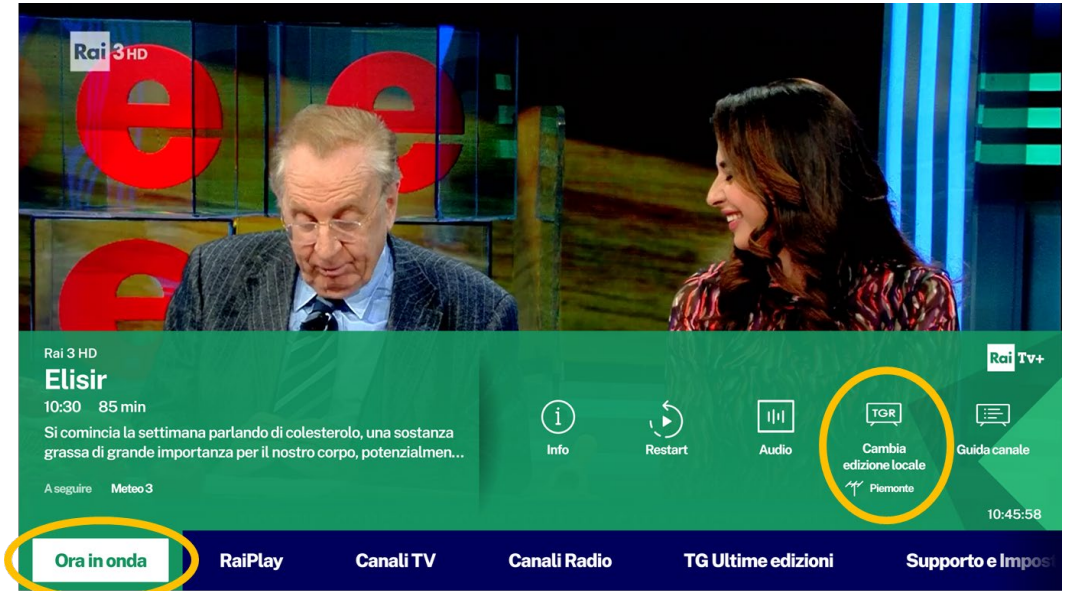 Rai 3 HD
e
e
e
Rai 3 HD
Elisir
10:30 85 min
Si comincia la settimana parlando di colesterolo, una sostanza
grassa di grande importanza per il nostro corpo, potenzialmen...
A seguire Meteo 3
Info
Restart
Audio
TGR
Cambia
edizione locale
Piemonte
Guida canale
Rai Tv+
10:45:58
Ora in onda
RaiPlay
Canali TV
Canali Radio
TG Ultime edizioni
Supporto e Impos